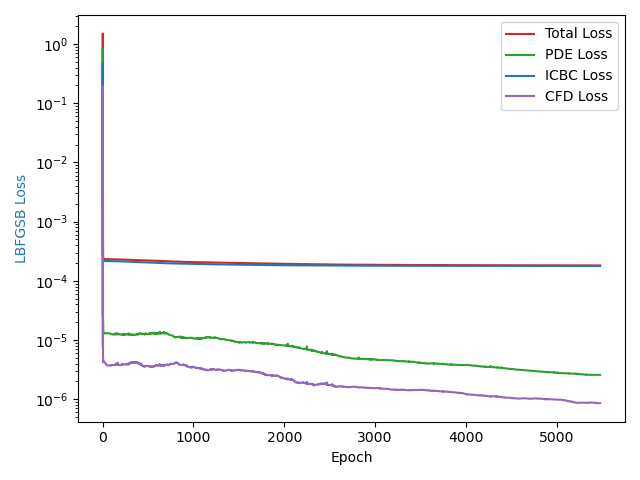 Total Loss
PDE Loss
ICBC Loss
CFD Loss
10^0
10^-1
10^-2
10^-3
10^-4
10^-5
10^-6
LBFGSB Loss
0 1000 2000 3000 4000 5000
Epoch